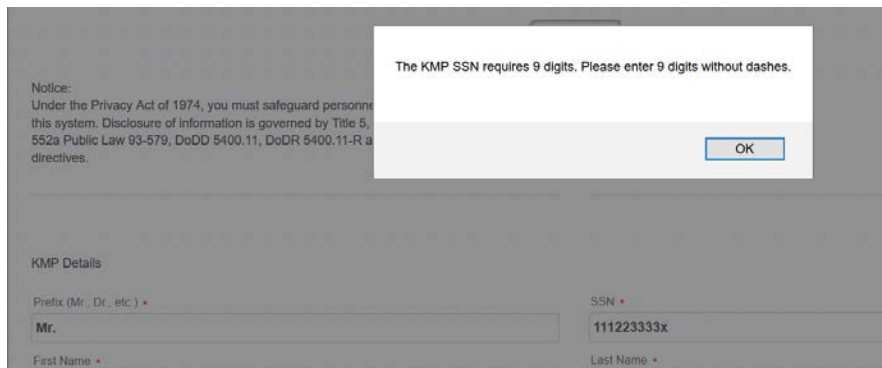 The KMP SSN requires 9 digits. Please enter 9 digits without dashes.
OK
Notice:
Under the Privacy Act of 1974, you must safeguard personne
this system. Disclosure of information is governed by Title 5,
552a Public Law 93-579, DoDD 5400.11, DoDR 5400.11-R a
directives.
KMP Details
Prefix (Mr., Dr., etc.) •
SSN •
Mr.
111223333x
First Name •
Last Name •